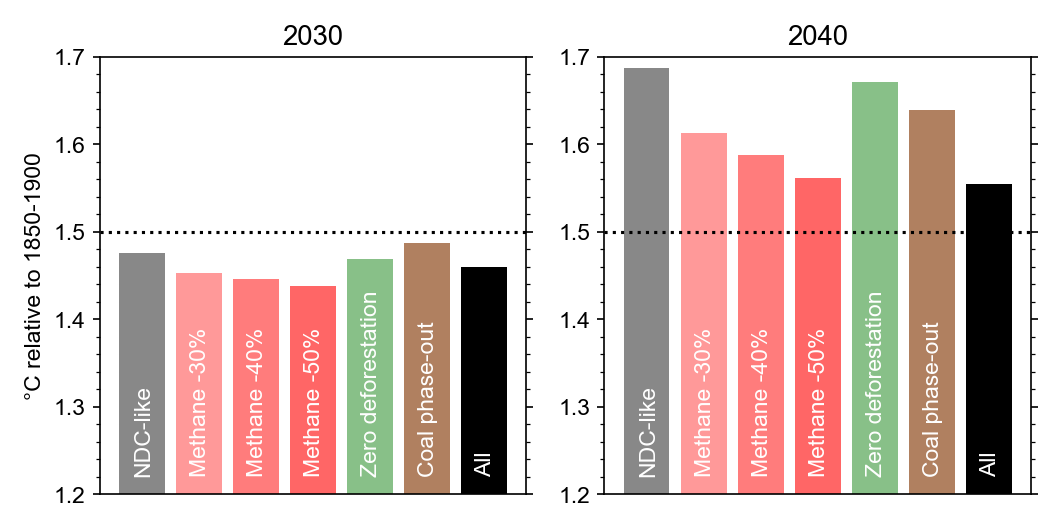 2030
1.7
1.6
1.5
1.4
1.3
1.2
°C relative to 1850-1900
NDC-like
Methane -30%
Methane -40%
Methane -50%
Zero deforestation
Coal phase-out
All
2040
1.7
1.6
1.5
1.4
1.3
1.2
NDC-like
Methane -30%
Methane -40%
Methane -50%
Zero deforestation
Coal phase-out
All